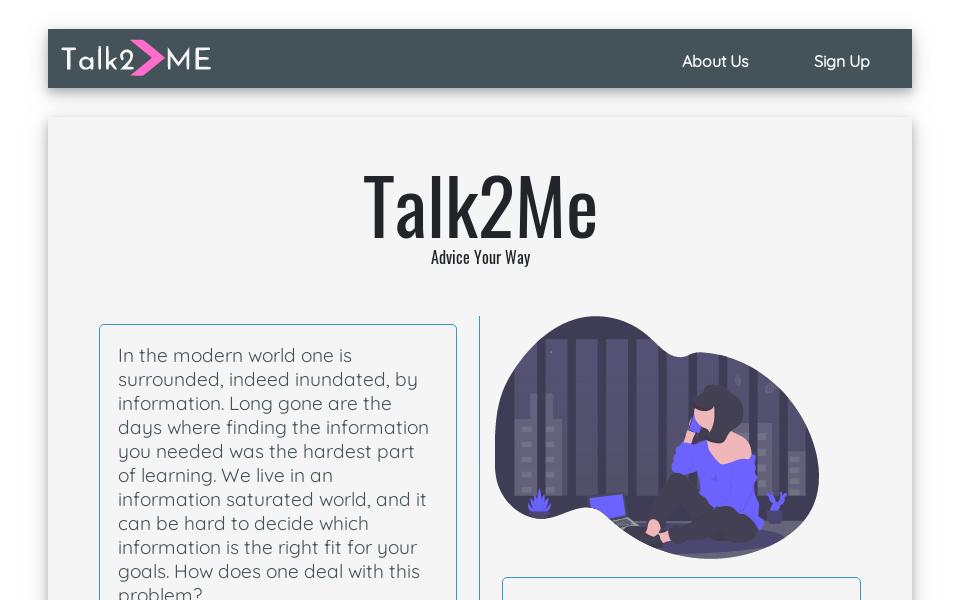 Talk2ME
About Us
Sign Up
Talk2Me
Advice Your Way
In the modern world one is
surrounded, indeed inundated, by
information. Long gone are the
days where finding the information
you needed was the hardest part
of learning. We live in an
information saturated world, and it
can be hard to decide which
information is the right fit for your
goals. How does one deal with this
problem?